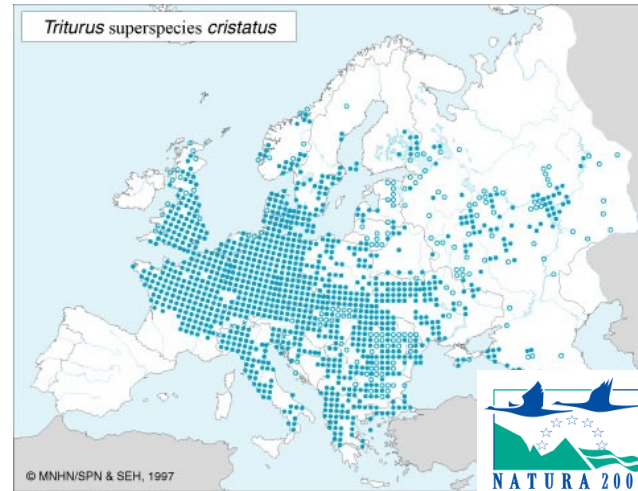 Triturus superspecies cristatus
© MNHN/SPN & SEH, 1997
NATURA 200